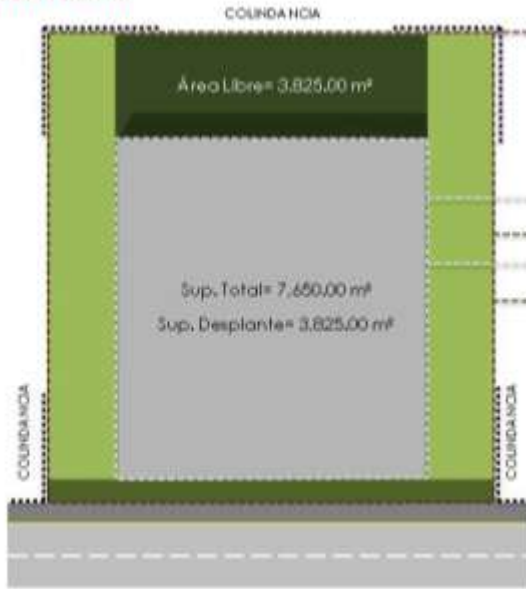 COLINDANCIA
Área Libre= 3,825.00 m²
Sup. Total= 7,650.00 m²
Sup. Desplante= 3,825.00 m²
COLINDANCIA
COLINDANCIA